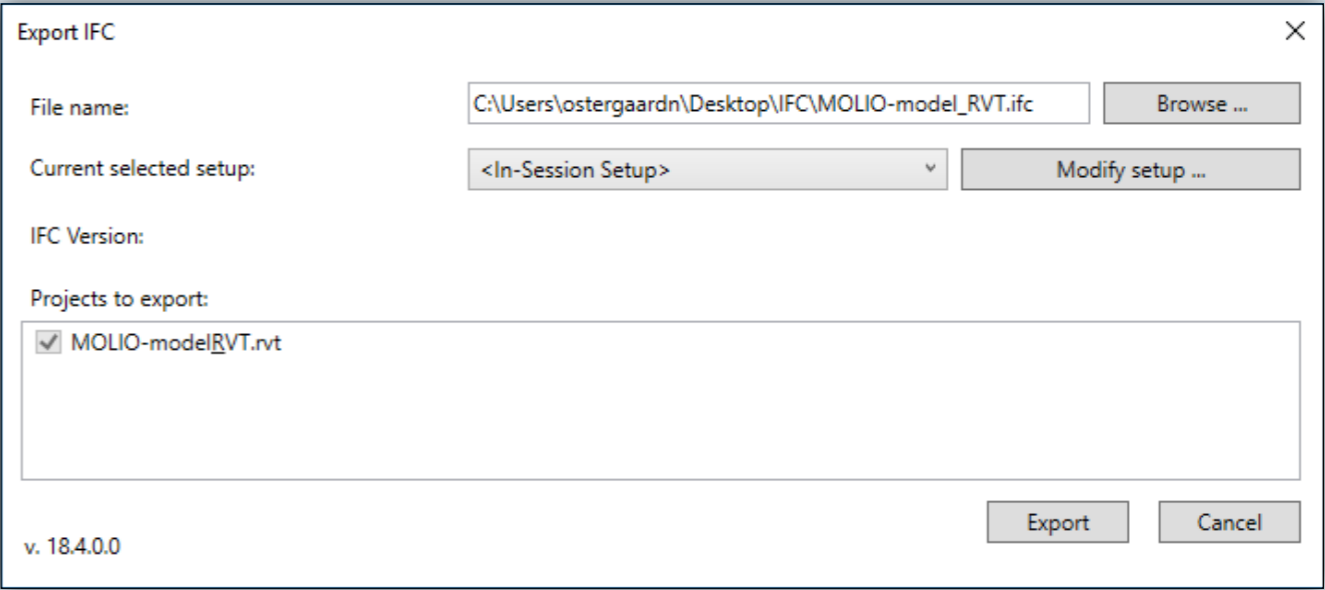 Export IFC
File name: C:\Users\ostergaardn\Desktop\IFC\MOLIO-model_RVT.ifc Browse ...
Current selected setup: <In-Session Setup> Modify setup ...
IFC Version:
Projects to export:
MOLIO-modelRVT.rvt
Export Cancel
v. 18.4.0.0